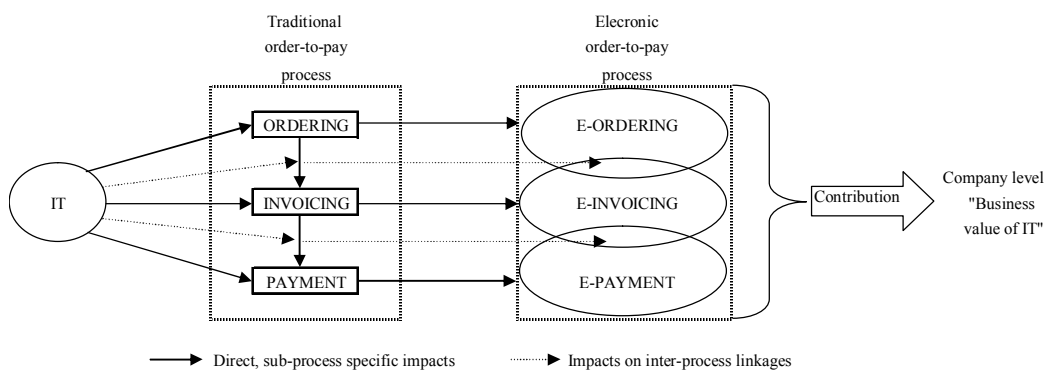 Traditional
order-to-pay
process
Elecronic
order-to-pay
process
ORDERING
E-ORDERING
IT
INVOICING
E-INVOICING
Contribution
Company level
"Business
value of IT"
PAYMENT
E-PAYMENT
Direct, sub-process specific impacts
Impacts on inter-process linkages